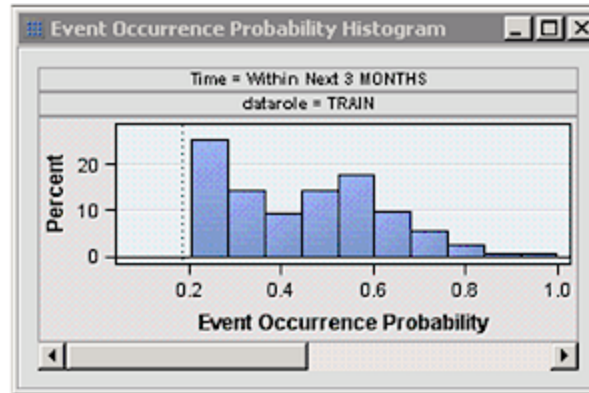 Event Occurrence Probability Histogram
Time = Within Next 3 MONTHS
datarole = TRAIN
Percent
20
10
0
0.2 0.4 0.6 0.8 1.0
Event Occurrence Probability